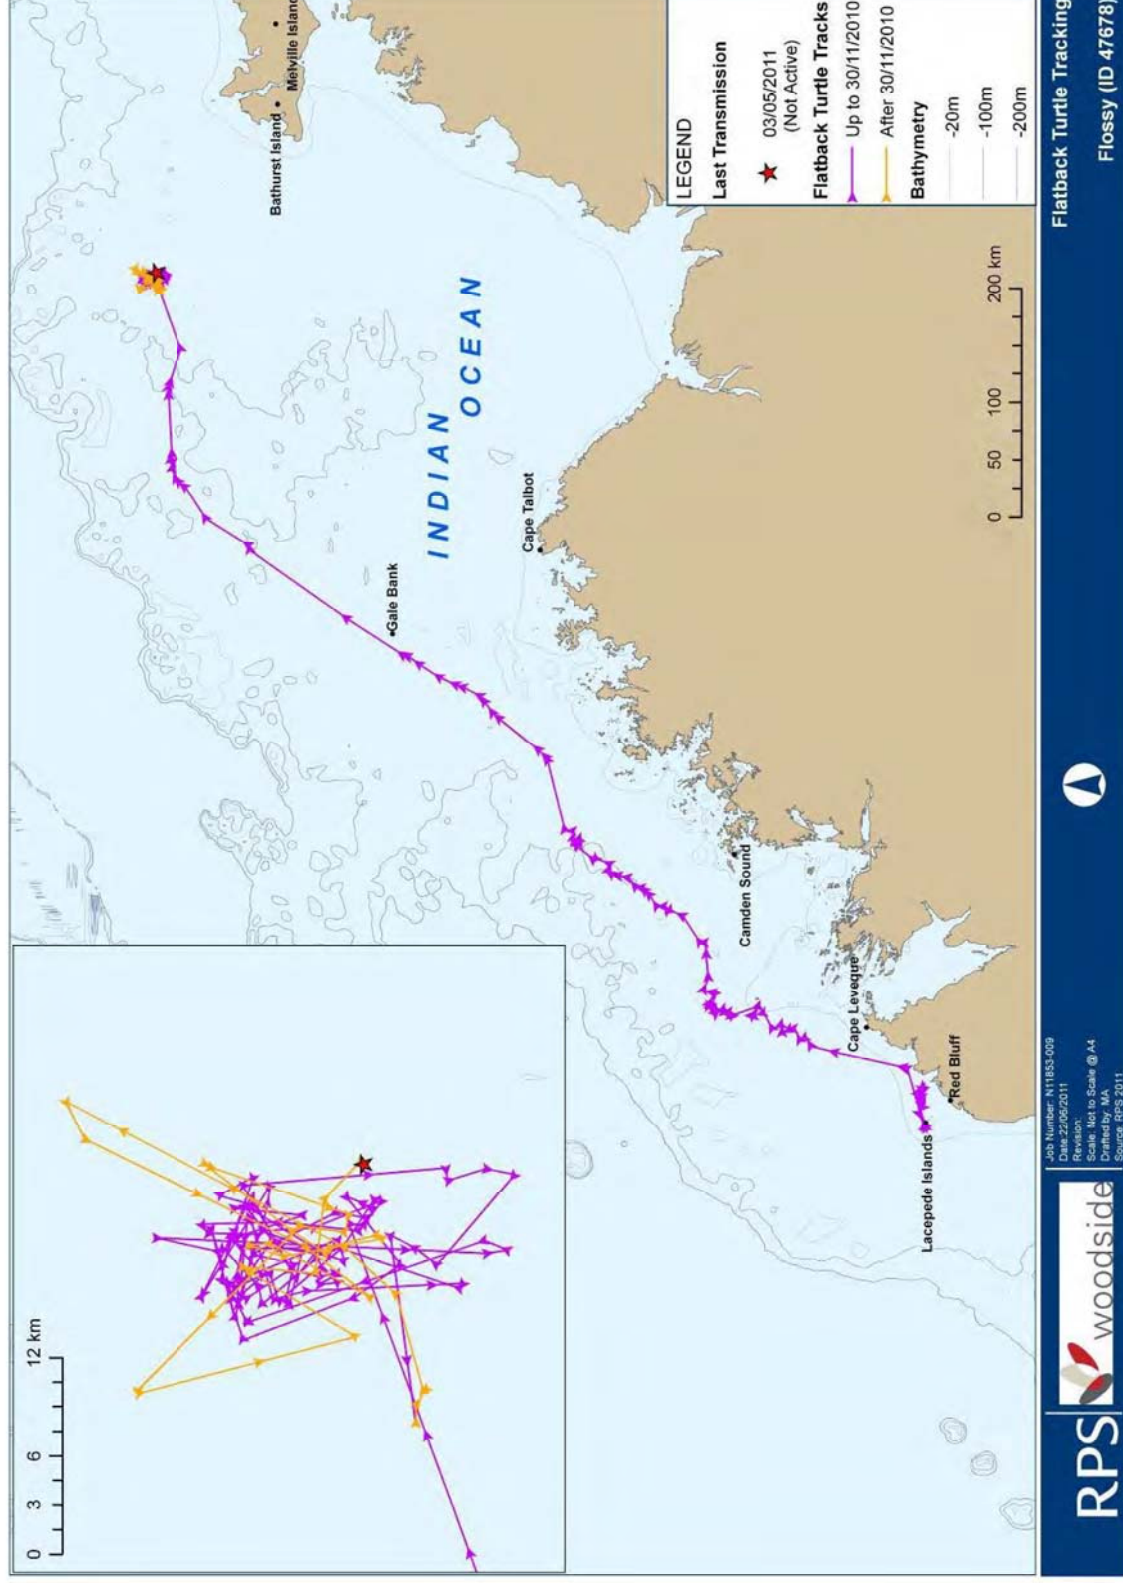 Melville Island
Bathurst Island
INDIAN
OCEAN
Gale Bank
Cape Talbot
Camden Sound
Cape Leveque
Red Bluff
Lacepede Islands
0 3 6 12 km
0 50 100 200 km
LEGEND
Last Transmission
03/05/2011
(Not Active)
Flatback Turtle Tracks
Up to 30/11/2010
After 30/11/2010
Bathymetry
-20m
-100m
-200m
RPS
woodside
Job Number: N11853-009
Date:22/06/2011
Revision:
Scale: Not to Scale @ A4
Drafted by: MA
Source: RPS 2011
Flatback Turtle Tracking
Flossy (ID 47678)